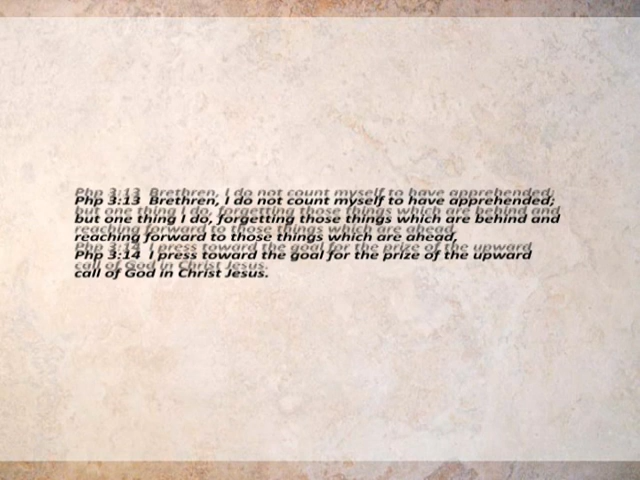 Php 3:13  Brethren, I do not count myself to have apprehended;
but one thing I do, forgetting those things which are behind and
reaching forward to those things which are ahead,
Php 3:14  I press toward the goal for the prize of the upward
call of God in Christ Jesus.